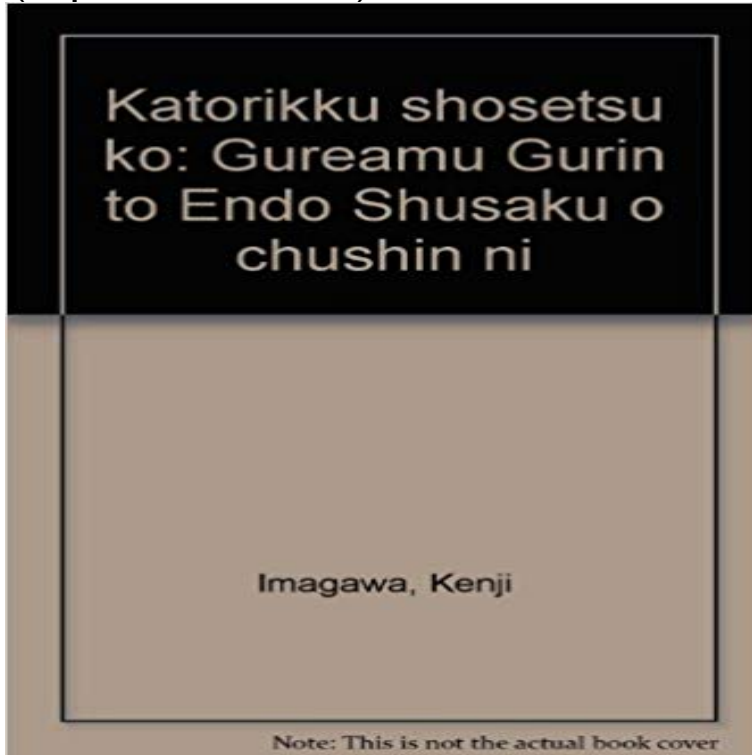 Katorikku shosetsu
ko: Gureamu Gurin
to Endo Shusaku o
chushin ni
Imagawa, Kenji
Note: This is not the actual book cover